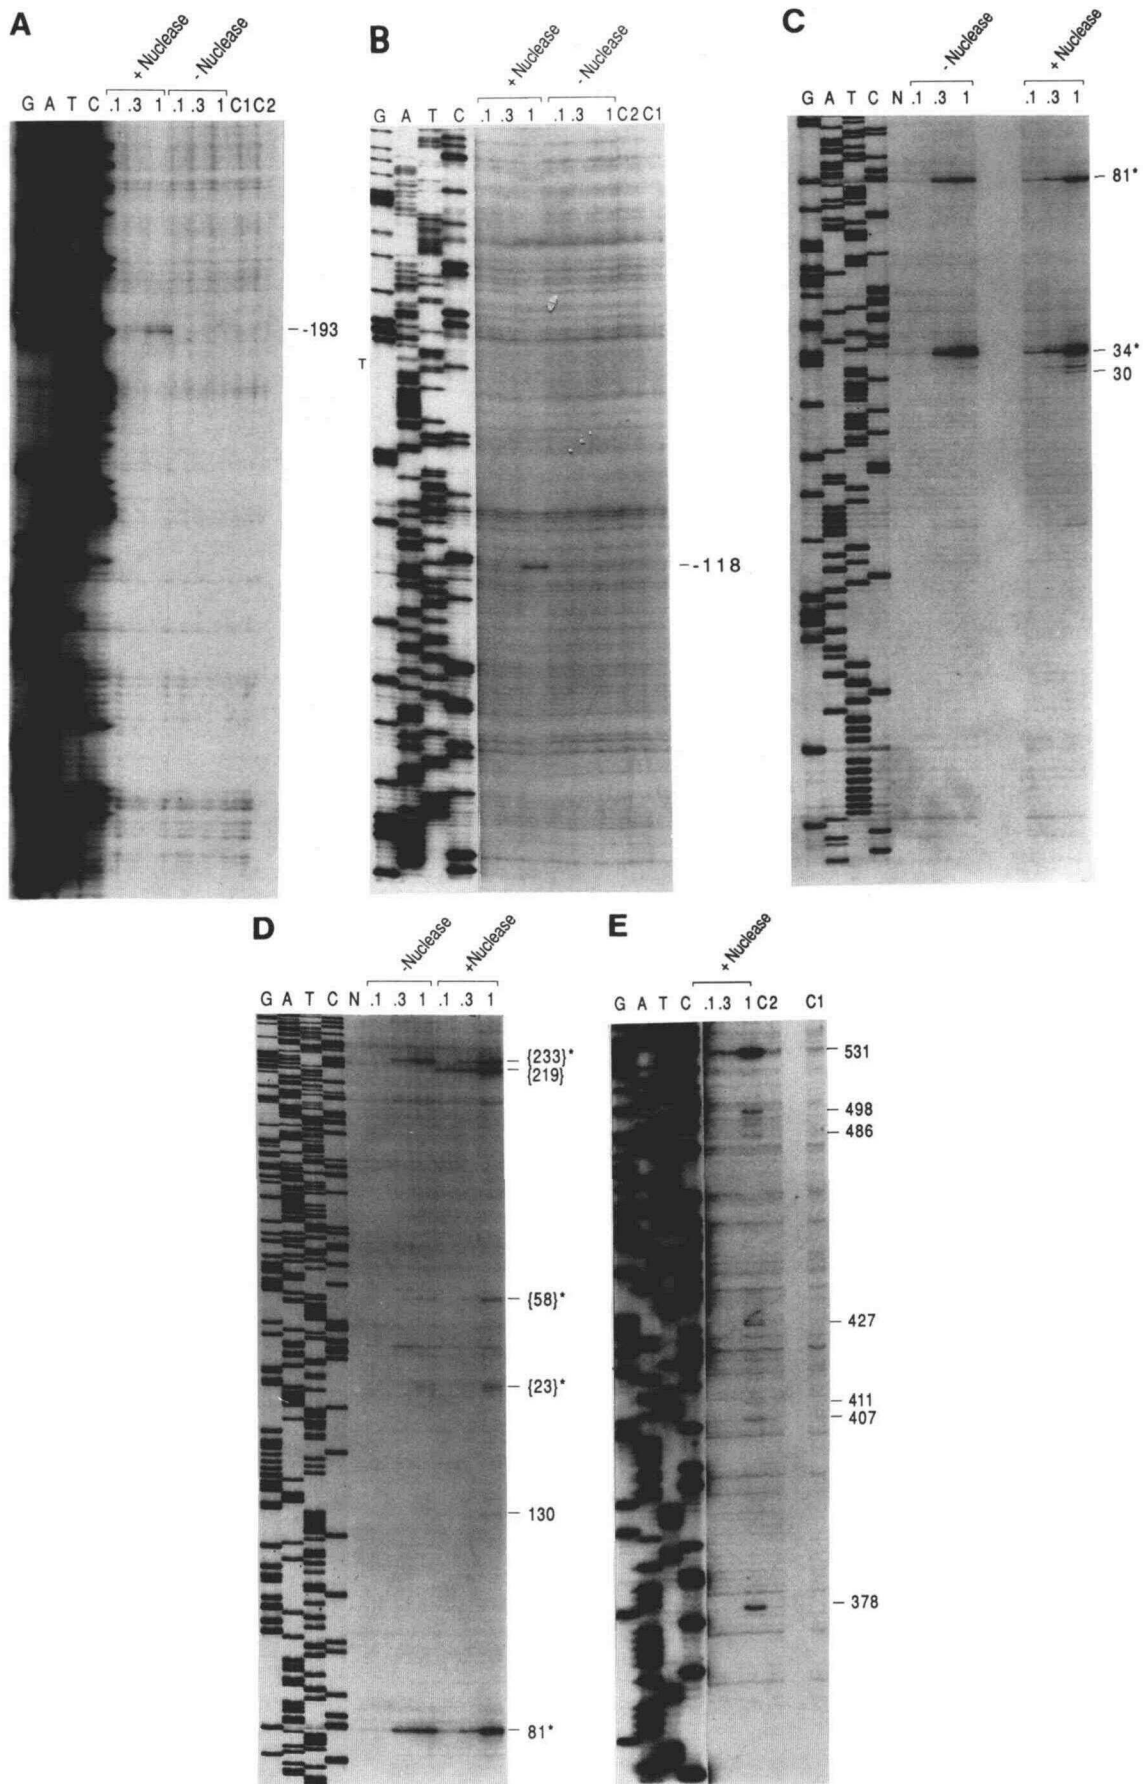 A
+ Nuclease
- Nuclease
G A T C .1 .3 1 .1 .3 1 C1 C2
-193
B
+ Nuclease
- Nuclease
G A T C .1 .3 1 .1 .3 1 C2 C1
T
-118
C
- Nuclease
+ Nuclease
G A T C N .1 .3 1 .1 .3 1
81*
34*
30
D
-Nuclease
+Nuclease
G A T C N .1 .3 1 .1 .3 1
{233}*
{219}
{58}*
{23}*
130
81*
E
+ Nuclease
G A T C .1 .3 1 C2 C1
531
498
486
427
411
407
378